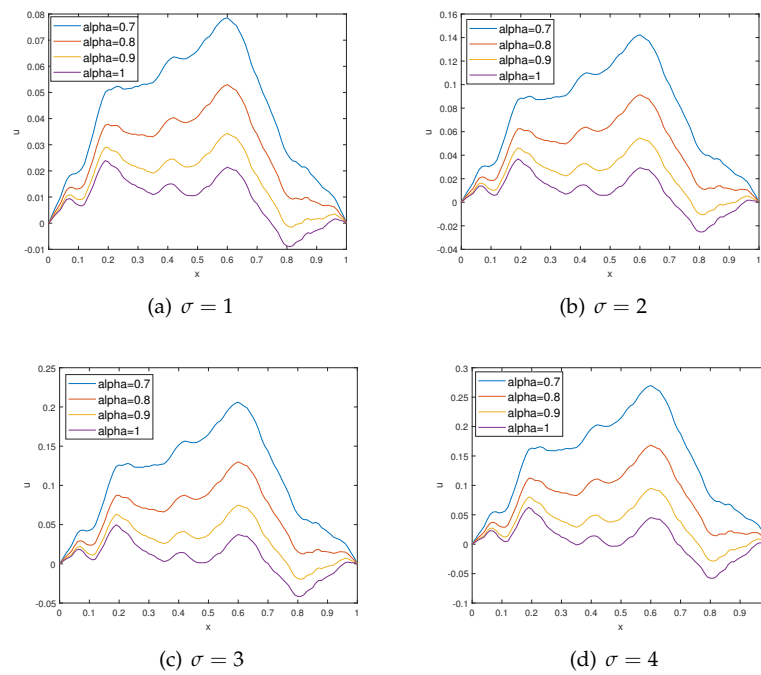 0.08
0.07
0.06
0.05
0.04
0.03
0.02
0.01
0
-0.01
u
alpha=0.7
alpha=0.8
alpha=0.9
alpha=1
0 0.1 0.2 0.3 0.4 0.5 0.6 0.7 0.8 0.9 1
x
(a) σ = 1
0.16
0.14
0.12
0.1
0.08
0.06
0.04
0.02
0
-0.02
-0.04
u
alpha=0.7
alpha=0.8
alpha=0.9
alpha=1
0 0.1 0.2 0.3 0.4 0.5 0.6 0.7 0.8 0.9 1
x
(b) σ = 2
0.25
0.2
0.15
0.1
0.05
0
-0.05
u
alpha=0.7
alpha=0.8
alpha=0.9
alpha=1
0 0.1 0.2 0.3 0.4 0.5 0.6 0.7 0.8 0.9 1
x
(c) σ = 3
0.3
0.25
0.2
0.15
0.1
0.05
0
-0.05
-0.1
u
alpha=0.7
alpha=0.8
alpha=0.9
alpha=1
0 0.1 0.2 0.3 0.4 0.5 0.6 0.7 0.8 0.9
x
(d) σ = 4